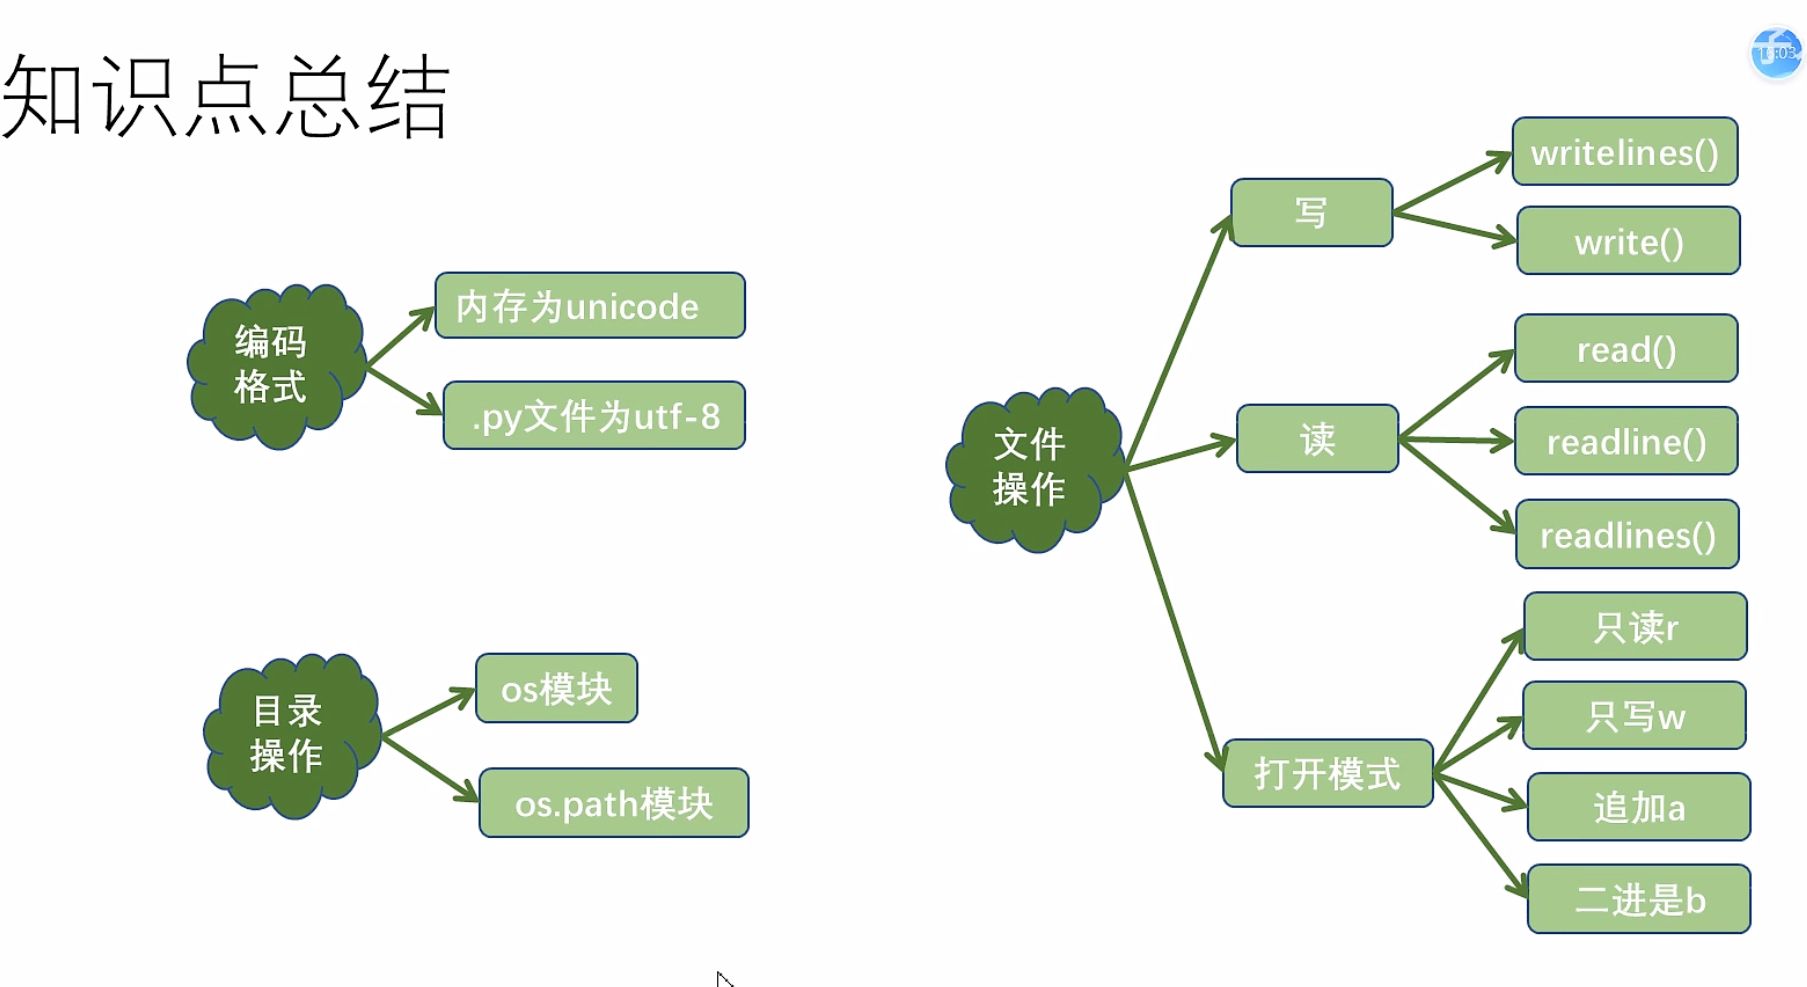 知识点总结
编码
格式
内存为unicode
.py文件为utf-8
目录
操作
os模块
os.path模块
文件
操作
写
writelines()
write()
读
read()
readline()
readlines()
打开模式
只读r
只写w
追加a
二进是b